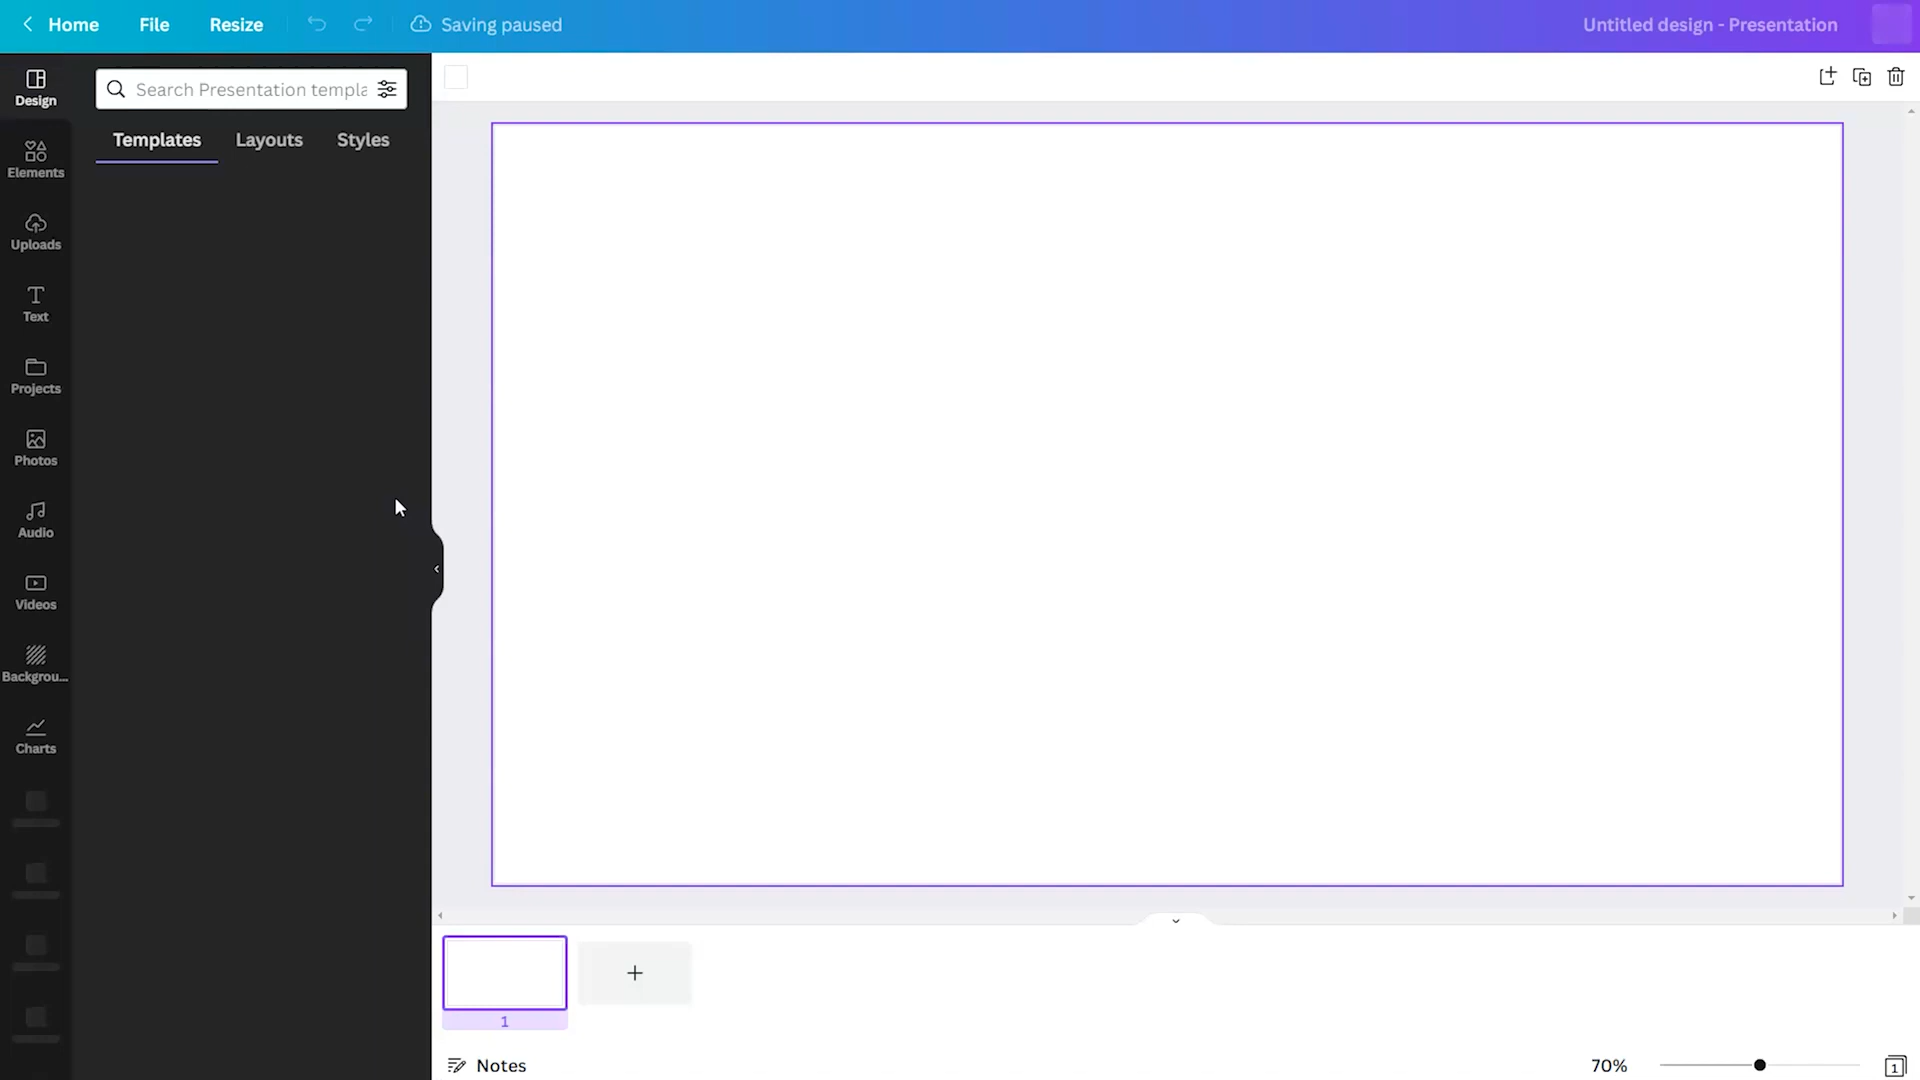 Home File Resize Saving paused Untitled design - Presentation
Design
Elements
Uploads
Text
Projects
Photos
Audio
Videos
Backgrou...
Charts
Search Presentation templa
Templates Layouts Styles
1
Notes
70%
1